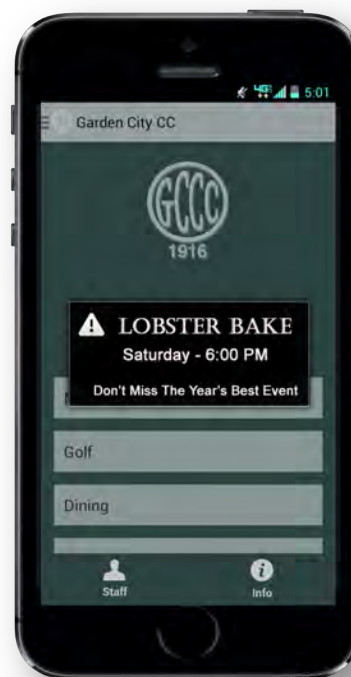 4G 5:01
Garden City CC
GCCC
1916
LOBSTER BAKE
Saturday - 6:00 PM
Don't Miss The Year's Best Event
Golf
Dining
Staff
Info